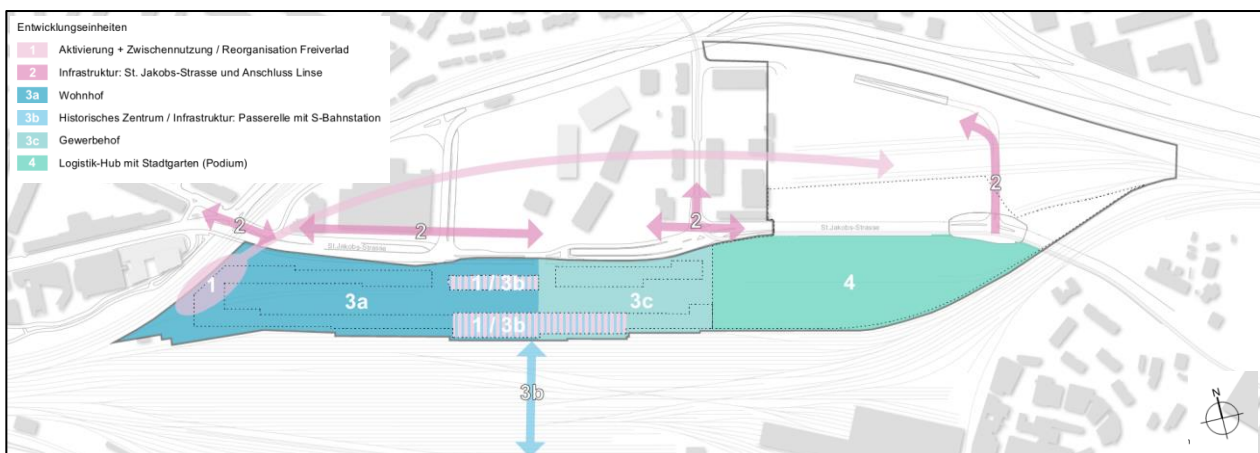 Entwicklungseinheiten
1 Aktivierung + Zwischennutzung / Reorganisation Freiverlad
2 Infrastruktur: St. Jakobs-Strasse und Anschluss Linse
3a Wohnhof
3b Historisches Zentrum / Infrastruktur: Passerelle mit S-Bahnstation
3c Gewerbehof
4 Logistik-Hub mit Stadtgarten (Podium)
2
2
2
2
St.Jakobs-Strasse
St.Jakobs-Strasse
1
3a
1 / 3b
1 / 3b
3c
4
3b
N